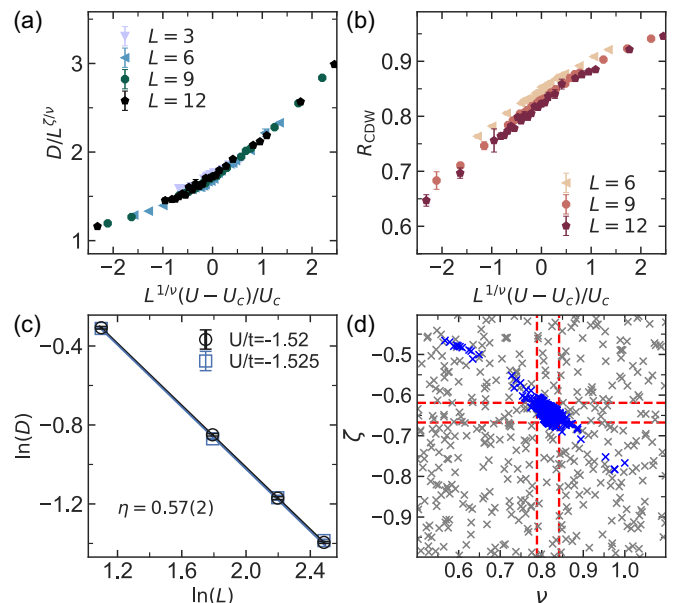 (a)
L = 3
L = 6
L = 9
L = 12
D/L^{ζ/ν}
3
2
1
−2 −1 0 1 2
L^{1/ν}(U − U_c)/U_c
(b)
R_CDW
0.9
0.8
0.7
0.6
L = 6
L = 9
L = 12
−2 −1 0 1 2
L^{1/ν}(U − U_c)/U_c
(c)
U/t=-1.52
U/t=-1.525
ln(D)
−0.4
−0.8
−1.2
η = 0.57(2)
1.2 1.6 2.0 2.4
ln(L)
(d)
ζ
−0.5
−0.6
−0.7
−0.8
−0.9
0.5 0.6 0.7 0.8 0.9 1.0
ν